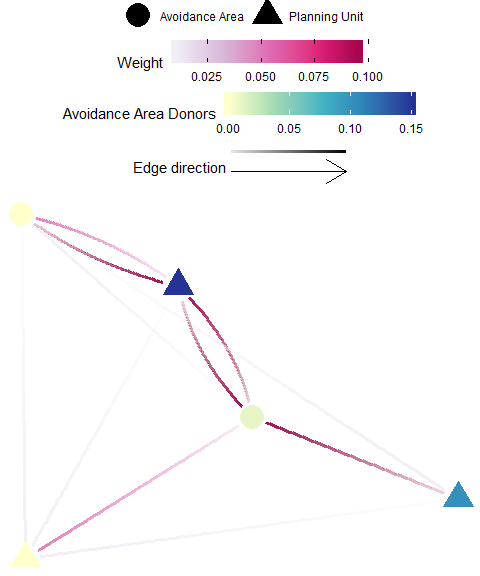 Avoidance Area Planning Unit
Weight
0.025 0.050 0.075 0.100
Avoidance Area Donors
0.00 0.05 0.10 0.15
Edge direction